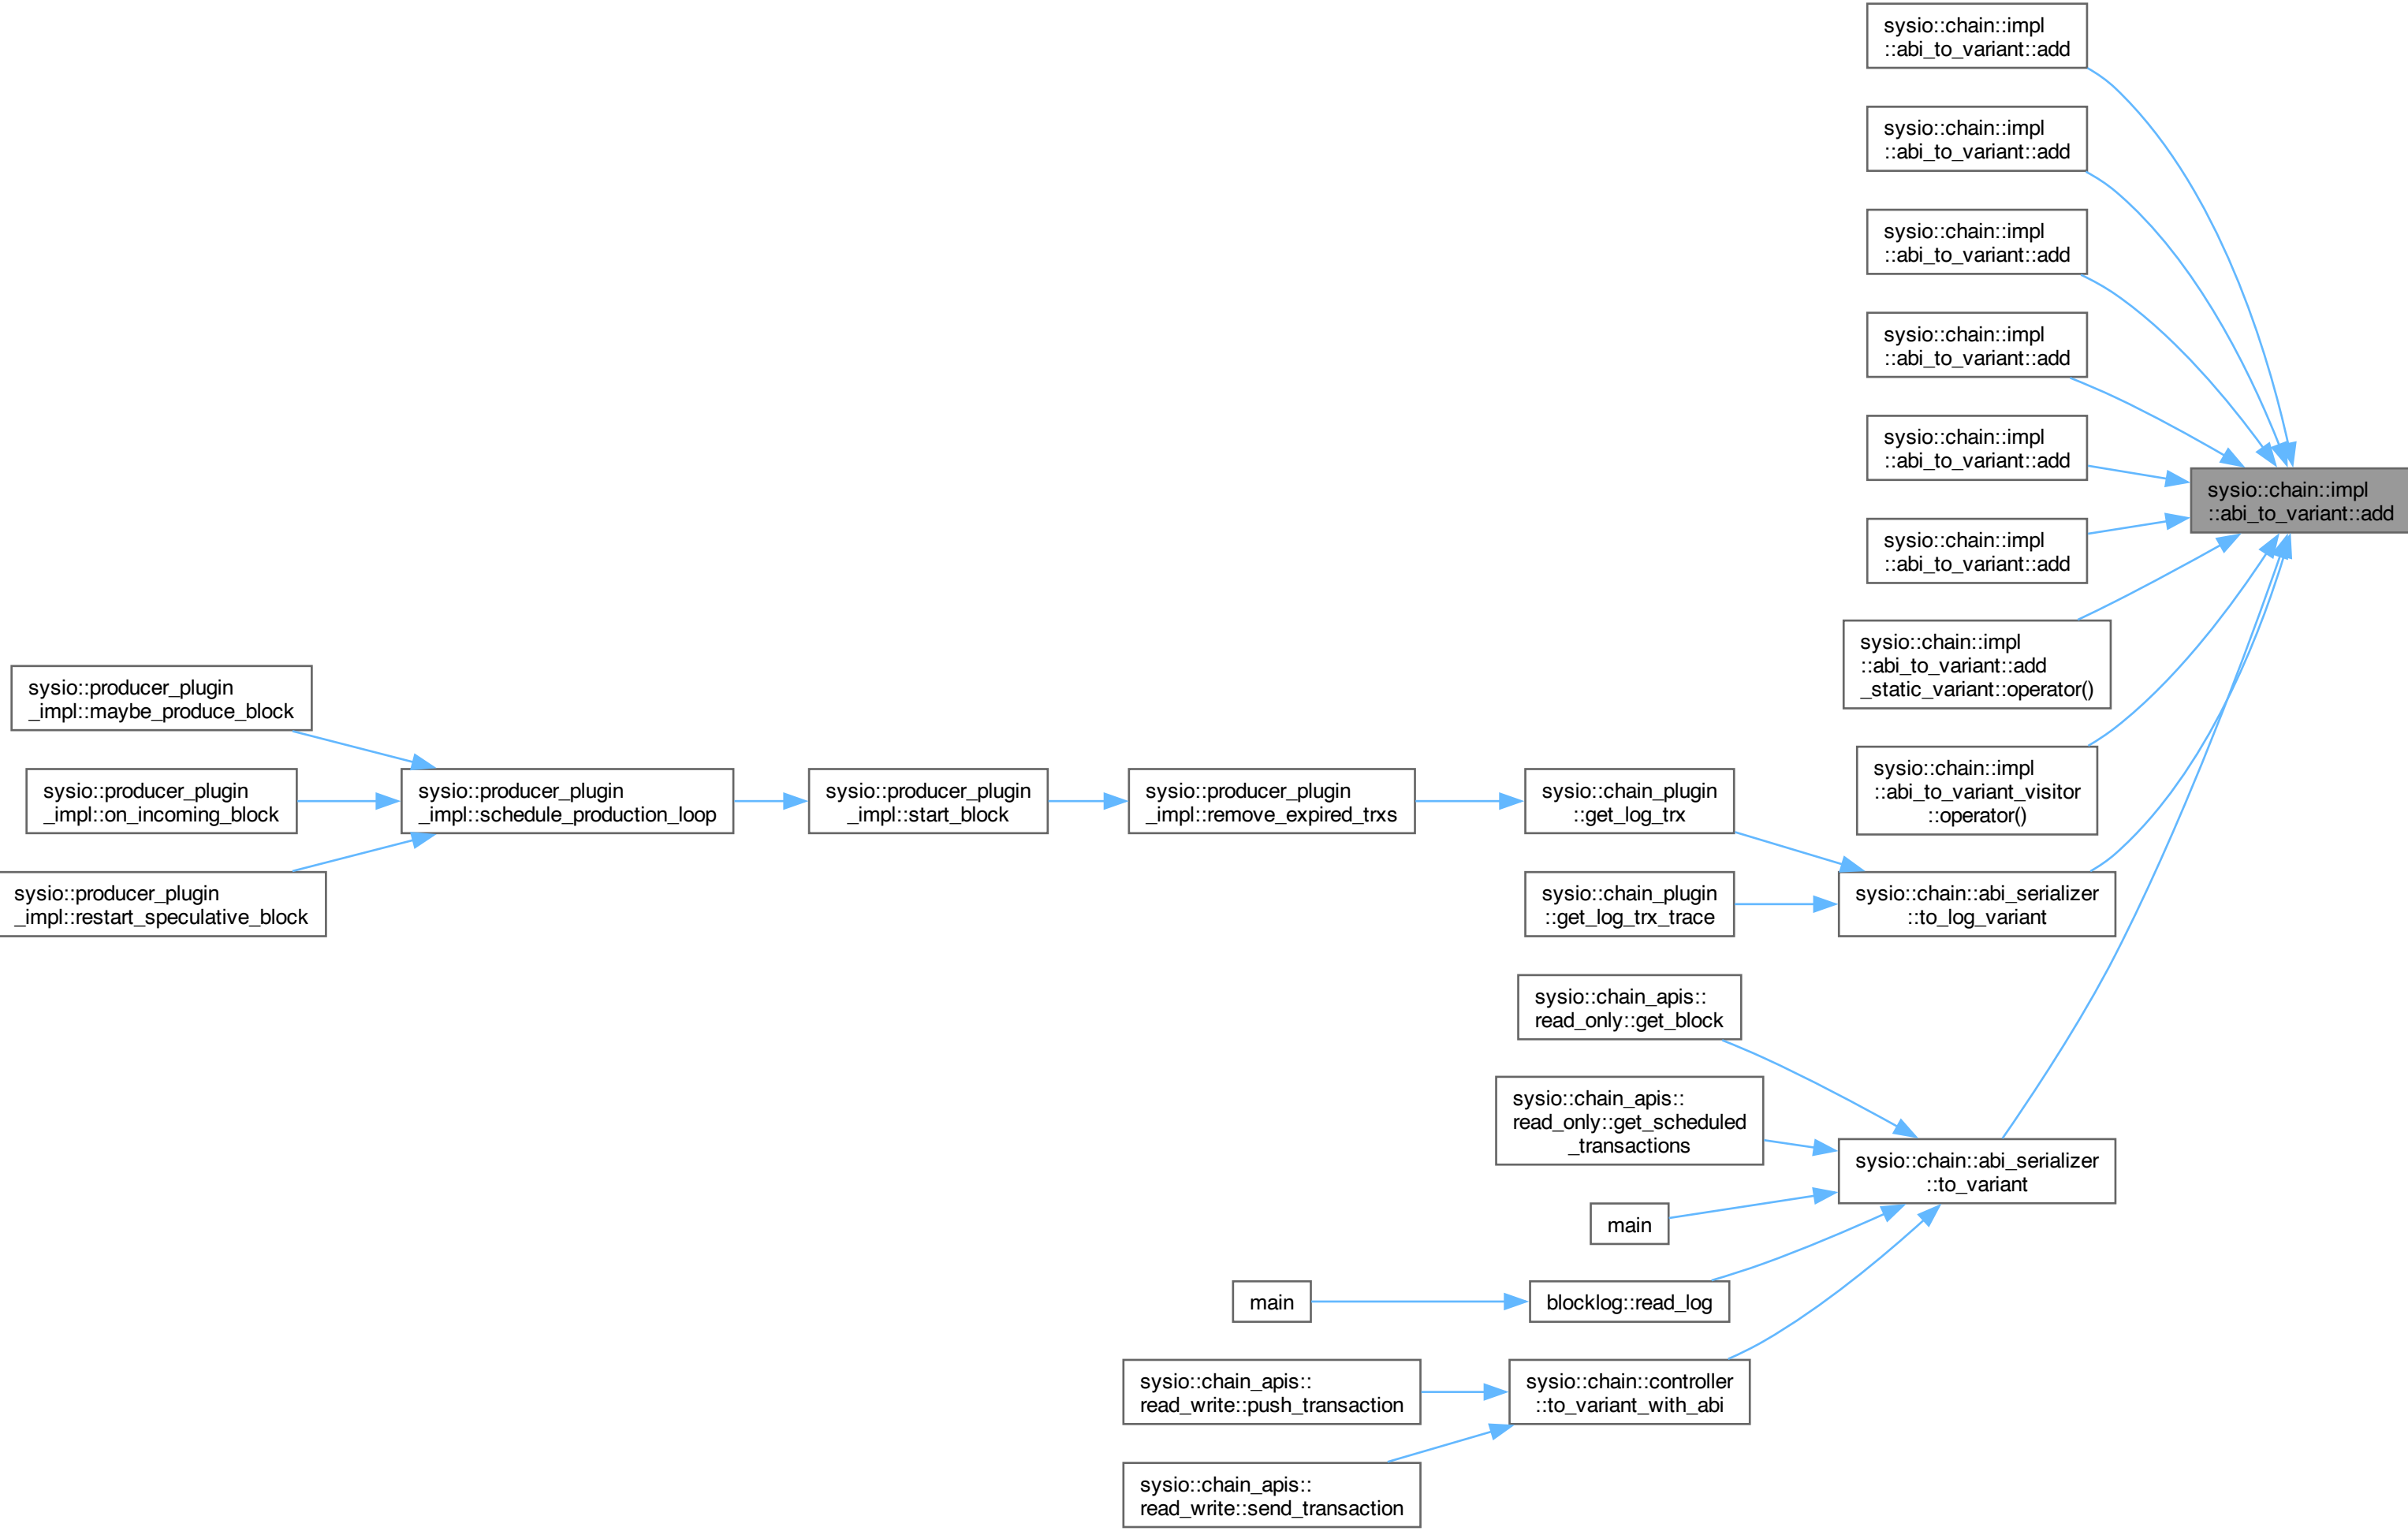 sysio::chain::impl
::abi_to_variant::add
sysio::chain::impl
::abi_to_variant::add
sysio::chain::impl
::abi_to_variant::add
sysio::chain::impl
::abi_to_variant::add
sysio::chain::impl
::abi_to_variant::add
sysio::chain::impl
::abi_to_variant::add
sysio::chain::impl
::abi_to_variant::add
sysio::chain::impl
::abi_to_variant::add
_static_variant::operator()
sysio::chain::impl
::abi_to_variant_visitor
::operator()
sysio::producer_plugin
_impl::maybe_produce_block
sysio::producer_plugin
_impl::on_incoming_block
sysio::producer_plugin
_impl::restart_speculative_block
sysio::producer_plugin
_impl::schedule_production_loop
sysio::producer_plugin
_impl::start_block
sysio::producer_plugin
_impl::remove_expired_trxs
sysio::chain_plugin
::get_log_trx
sysio::chain_plugin
::get_log_trx_trace
sysio::chain::abi_serializer
::to_log_variant
sysio::chain_apis::
read_only::get_block
sysio::chain_apis::
read_only::get_scheduled
_transactions
sysio::chain::abi_serializer
::to_variant
main
main
blocklog::read_log
sysio::chain_apis::
read_write::push_transaction
sysio::chain::controller
::to_variant_with_abi
sysio::chain_apis::
read_write::send_transaction